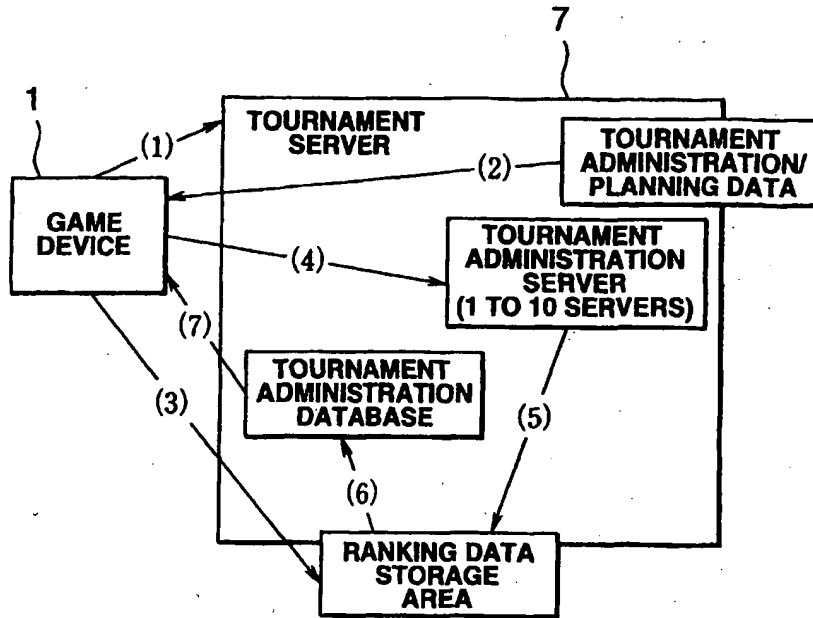 7
1
TOURNAMENT
SERVER
(1)
(2)
TOURNAMENT
ADMINISTRATION/
PLANNING DATA
GAME
DEVICE
(4)
TOURNAMENT
ADMINISTRATION
SERVER
(1 TO 10 SERVERS)
(7)
(3)
TOURNAMENT
ADMINISTRATION
DATABASE
(5)
(6)
RANKING DATA
STORAGE
AREA